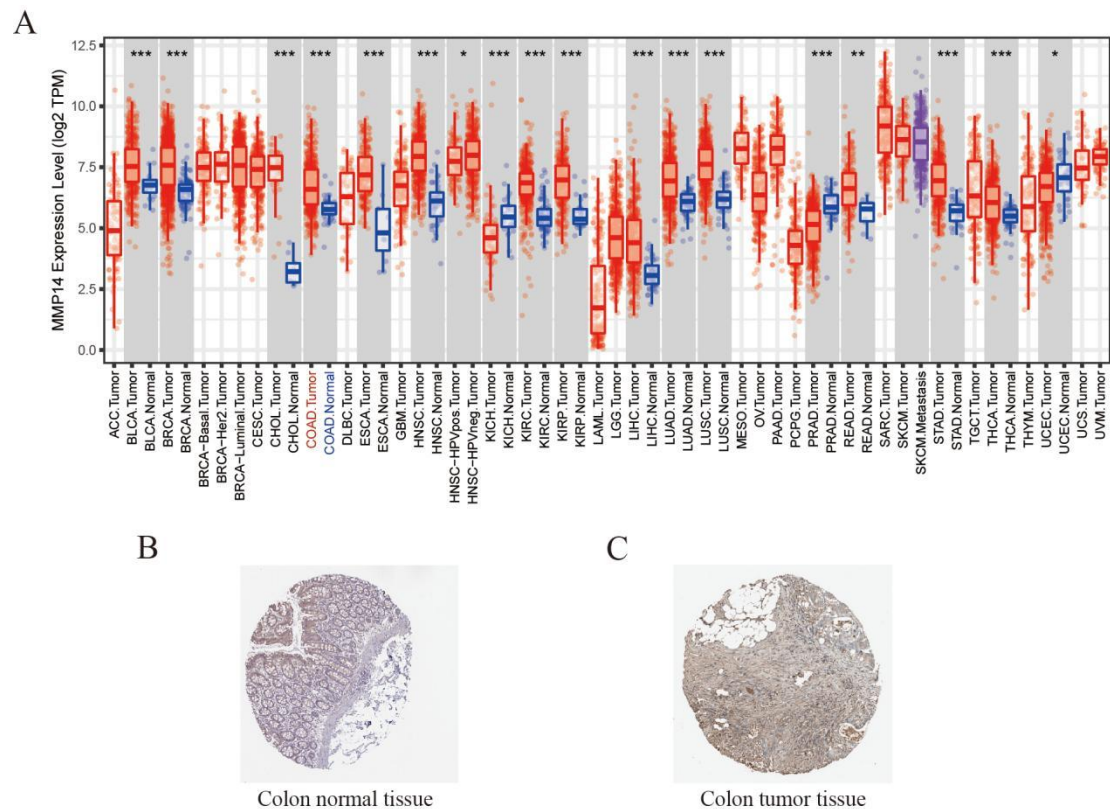 A
*** *** *** *** *** *** * *** *** *** *** *** *** *** ** *** *** *
MMP14 Expression Level (log2 TPM)
12.5
10.0
7.5
5.0
2.5
0.0
ACC.Tumor
BLCA.Tumor
BLCA.Normal
BRCA.Tumor
BRCA.Normal
BRCA-Basal.Tumor
BRCA-Her2.Tumor
BRCA-Luminal.Tumor
CESC.Tumor
CHOL.Tumor
CHOL.Normal
COAD.Tumor
COAD.Normal
DLBC.Tumor
ESCA.Tumor
ESCA.Normal
GBM.Tumor
HNSC.Tumor
HNSC.Normal
HNSC-HPVpos.Tumor
HNSC-HPVneg.Tumor
KICH.Tumor
KICH.Normal
KIRC.Tumor
KIRC.Normal
KIRP.Tumor
KIRP.Normal
LAML.Tumor
LGG.Tumor
LIHC.Tumor
LIHC.Normal
LUAD.Tumor
LUAD.Normal
LUSC.Tumor
LUSC.Normal
MESO.Tumor
OV.Tumor
PAAD.Tumor
PCPG.Tumor
PRAD.Tumor
PRAD.Normal
READ.Tumor
READ.Normal
SARC.Tumor
SKCM.Tumor
SKCM.Metastasis
STAD.Tumor
STAD.Normal
TGCT.Tumor
THCA.Tumor
THCA.Normal
THYM.Tumor
UCEC.Tumor
UCEC.Normal
UCS.Tumor
UVM.Tumor
B
Colon normal tissue
C
Colon tumor tissue